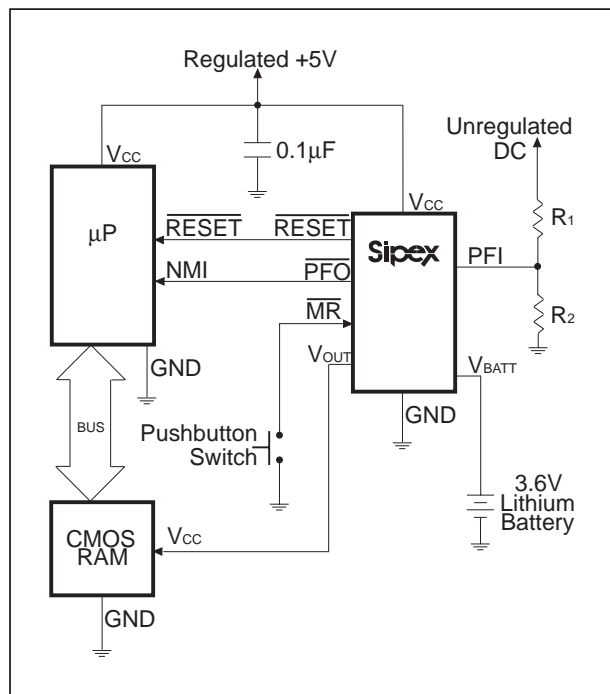 Regulated +5V
Unregulated
DC
VCC
0.1µF
VCC
R1
µP
RESET
RESET
Sipex
PFI
NMI
PFO
R2
MR
VOUT
VBATT
GND
GND
BUS
Pushbutton
Switch
3.6V
Lithium
Battery
CMOS
RAM
VCC
GND